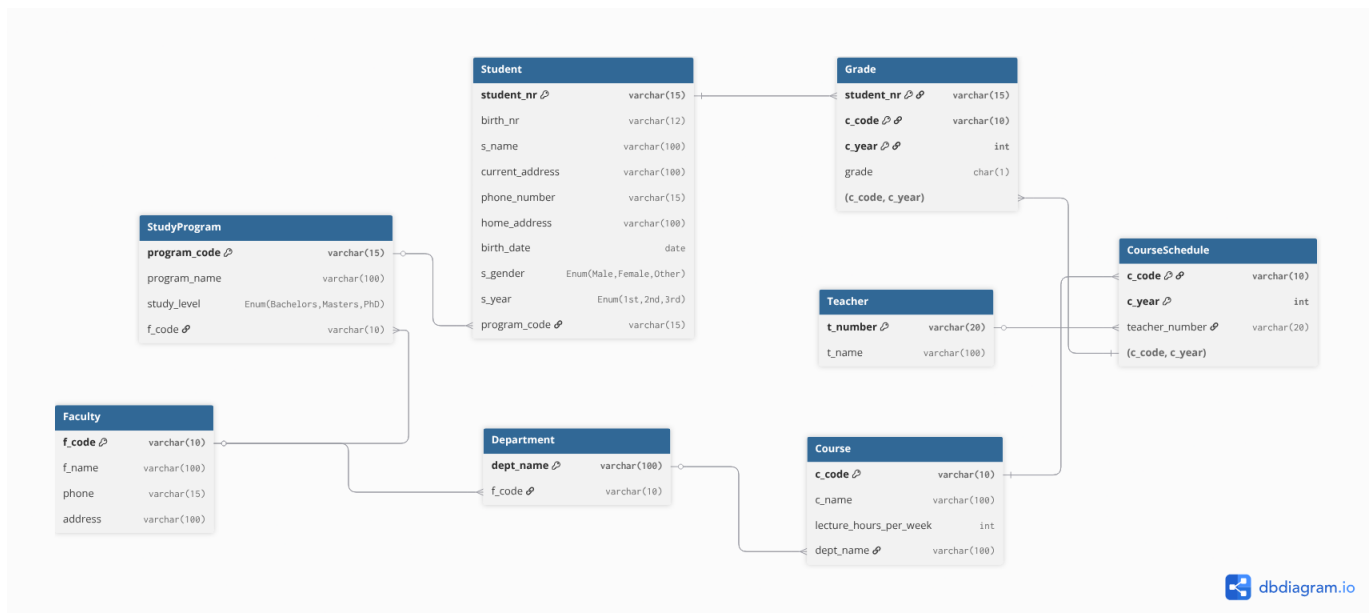 Student
student_nr varchar(15)
birth_nr varchar(12)
s_name varchar(100)
current_address varchar(100)
phone_number varchar(15)
home_address varchar(100)
birth_date date
s_gender Enum(Male,Female,Other)
s_year Enum(1st,2nd,3rd)
program_code varchar(15)
Grade
student_nr varchar(15)
c_code varchar(10)
c_year int
grade char(1)
(c_code, c_year)
StudyProgram
program_code varchar(15)
program_name varchar(100)
study_level Enum(Bachelors,Masters,PhD)
f_code varchar(10)
CourseSchedule
c_code varchar(10)
c_year int
teacher_number varchar(20)
(c_code, c_year)
Teacher
t_number varchar(20)
t_name varchar(100)
Faculty
f_code varchar(10)
f_name varchar(100)
phone varchar(15)
address varchar(100)
Department
dept_name varchar(100)
f_code varchar(10)
Course
c_code varchar(10)
c_name varchar(100)
lecture_hours_per_week int
dept_name varchar(100)
dbdiagram.io